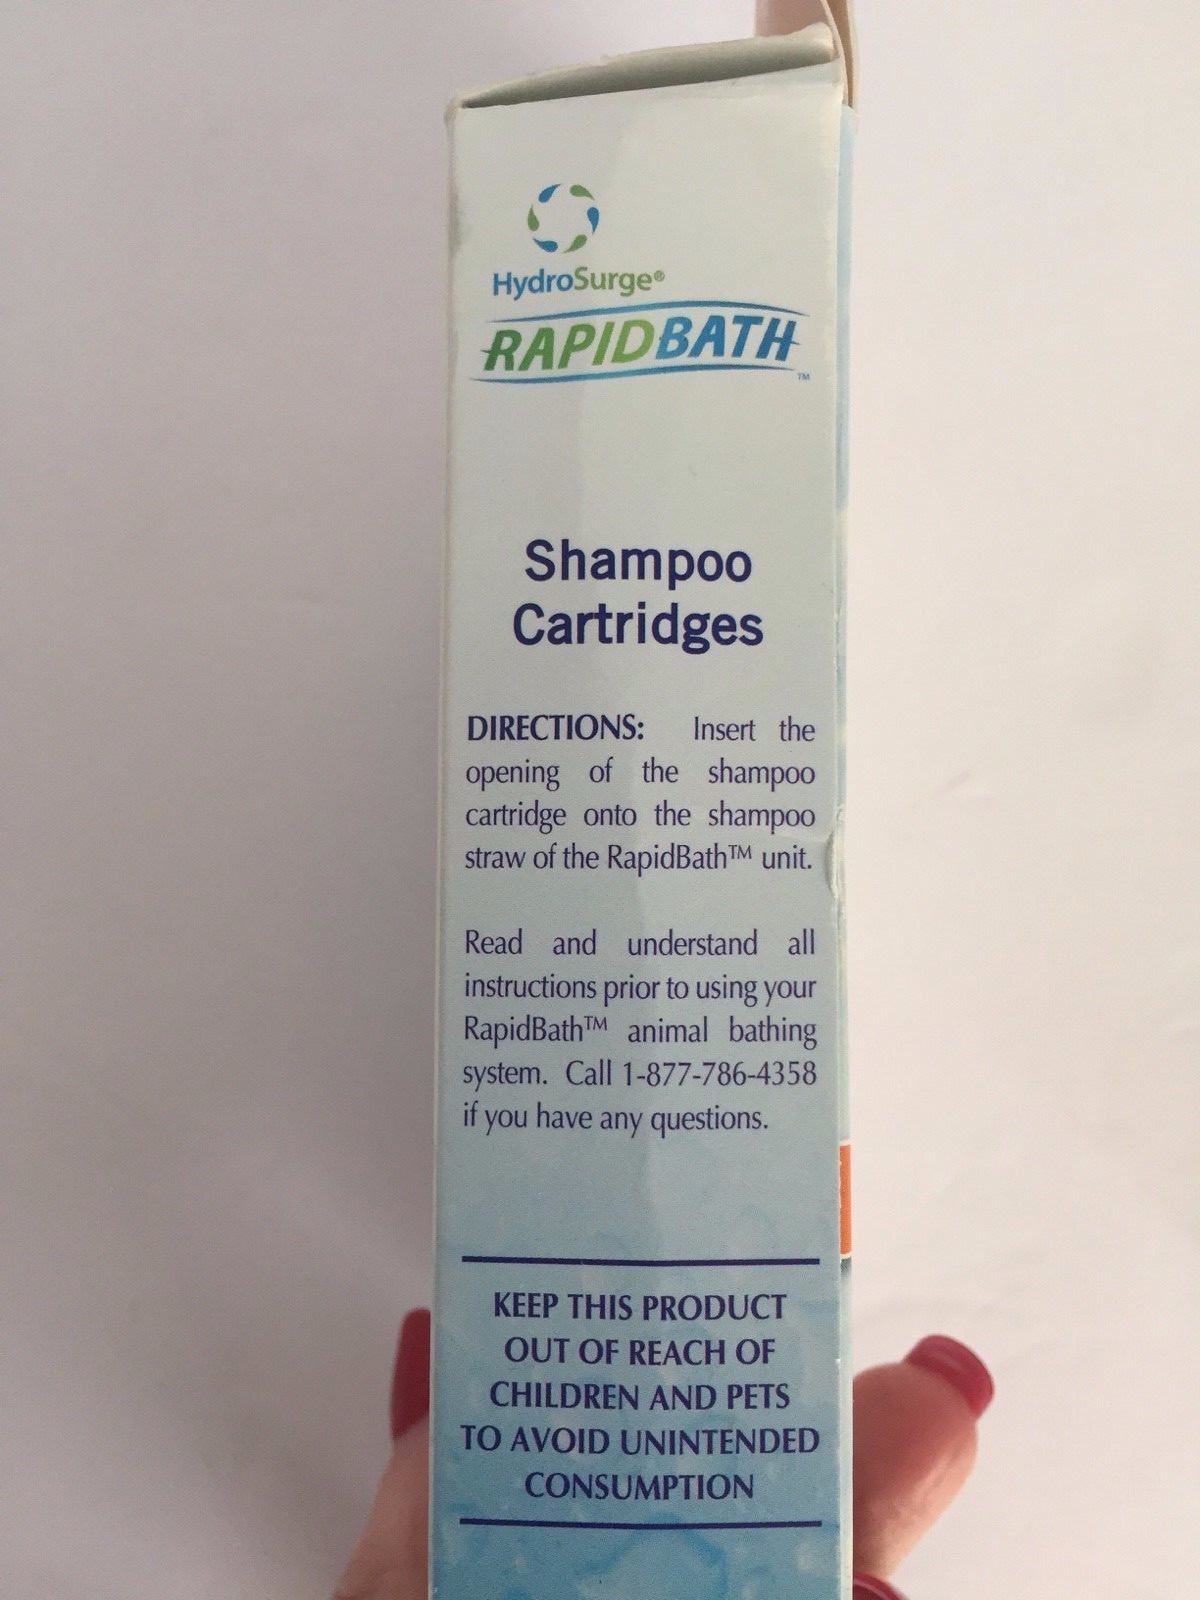 HydroSurge®
RAPIDBATH™
Shampoo
Cartridges
DIRECTIONS: Insert the
opening of the shampoo
cartridge onto the shampoo
straw of the RapidBath™ unit.
Read and understand all
instructions prior to using your
RapidBath™ animal bathing
system. Call 1-877-786-4358
if you have any questions.
KEEP THIS PRODUCT
OUT OF REACH OF
CHILDREN AND PETS
TO AVOID UNINTENDED
CONSUMPTION